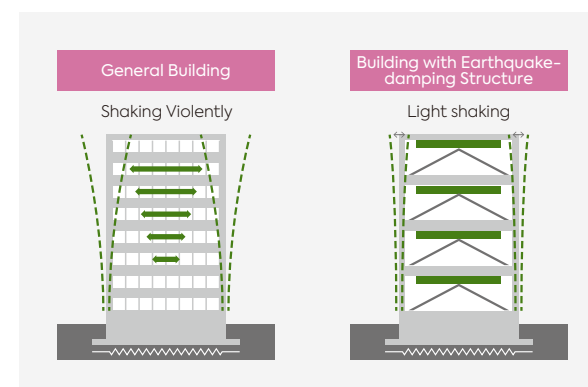 General Building
Shaking Violently
Building with Earthquake-
damping Structure
Light shaking